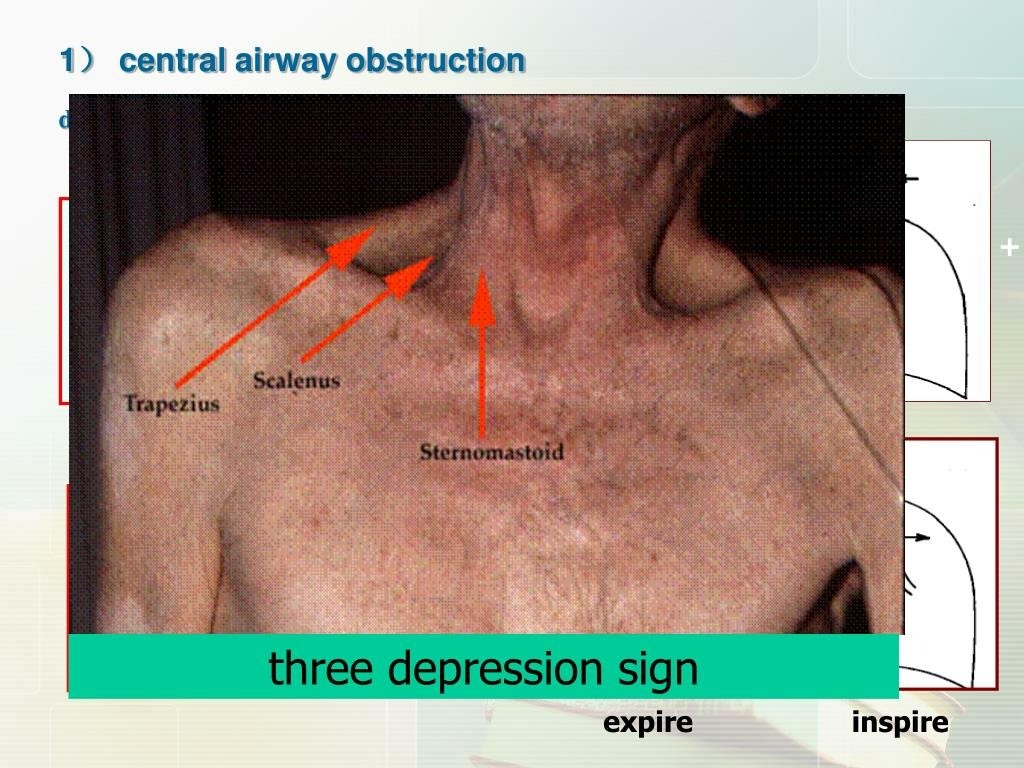 1） central airway obstruction
d
+
Scalenus
Trapezius
Sternomastoid
three depression sign
expire inspire